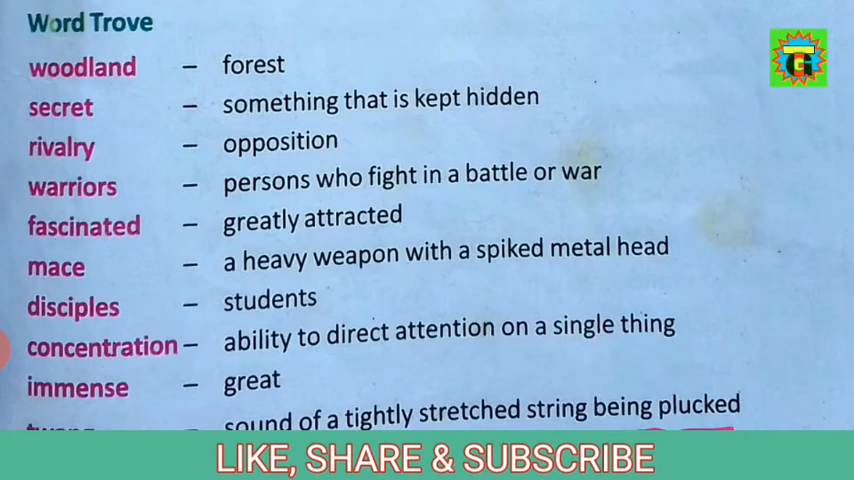 Word Trove
woodland – forest
secret – something that is kept hidden
rivalry – opposition
warriors – persons who fight in a battle or war
fascinated – greatly attracted
mace – a heavy weapon with a spiked metal head
disciples – students
concentration – ability to direct attention on a single thing
immense – great
twang – sound of a tightly stretched string being plucked
LIKE, SHARE & SUBSCRIBE